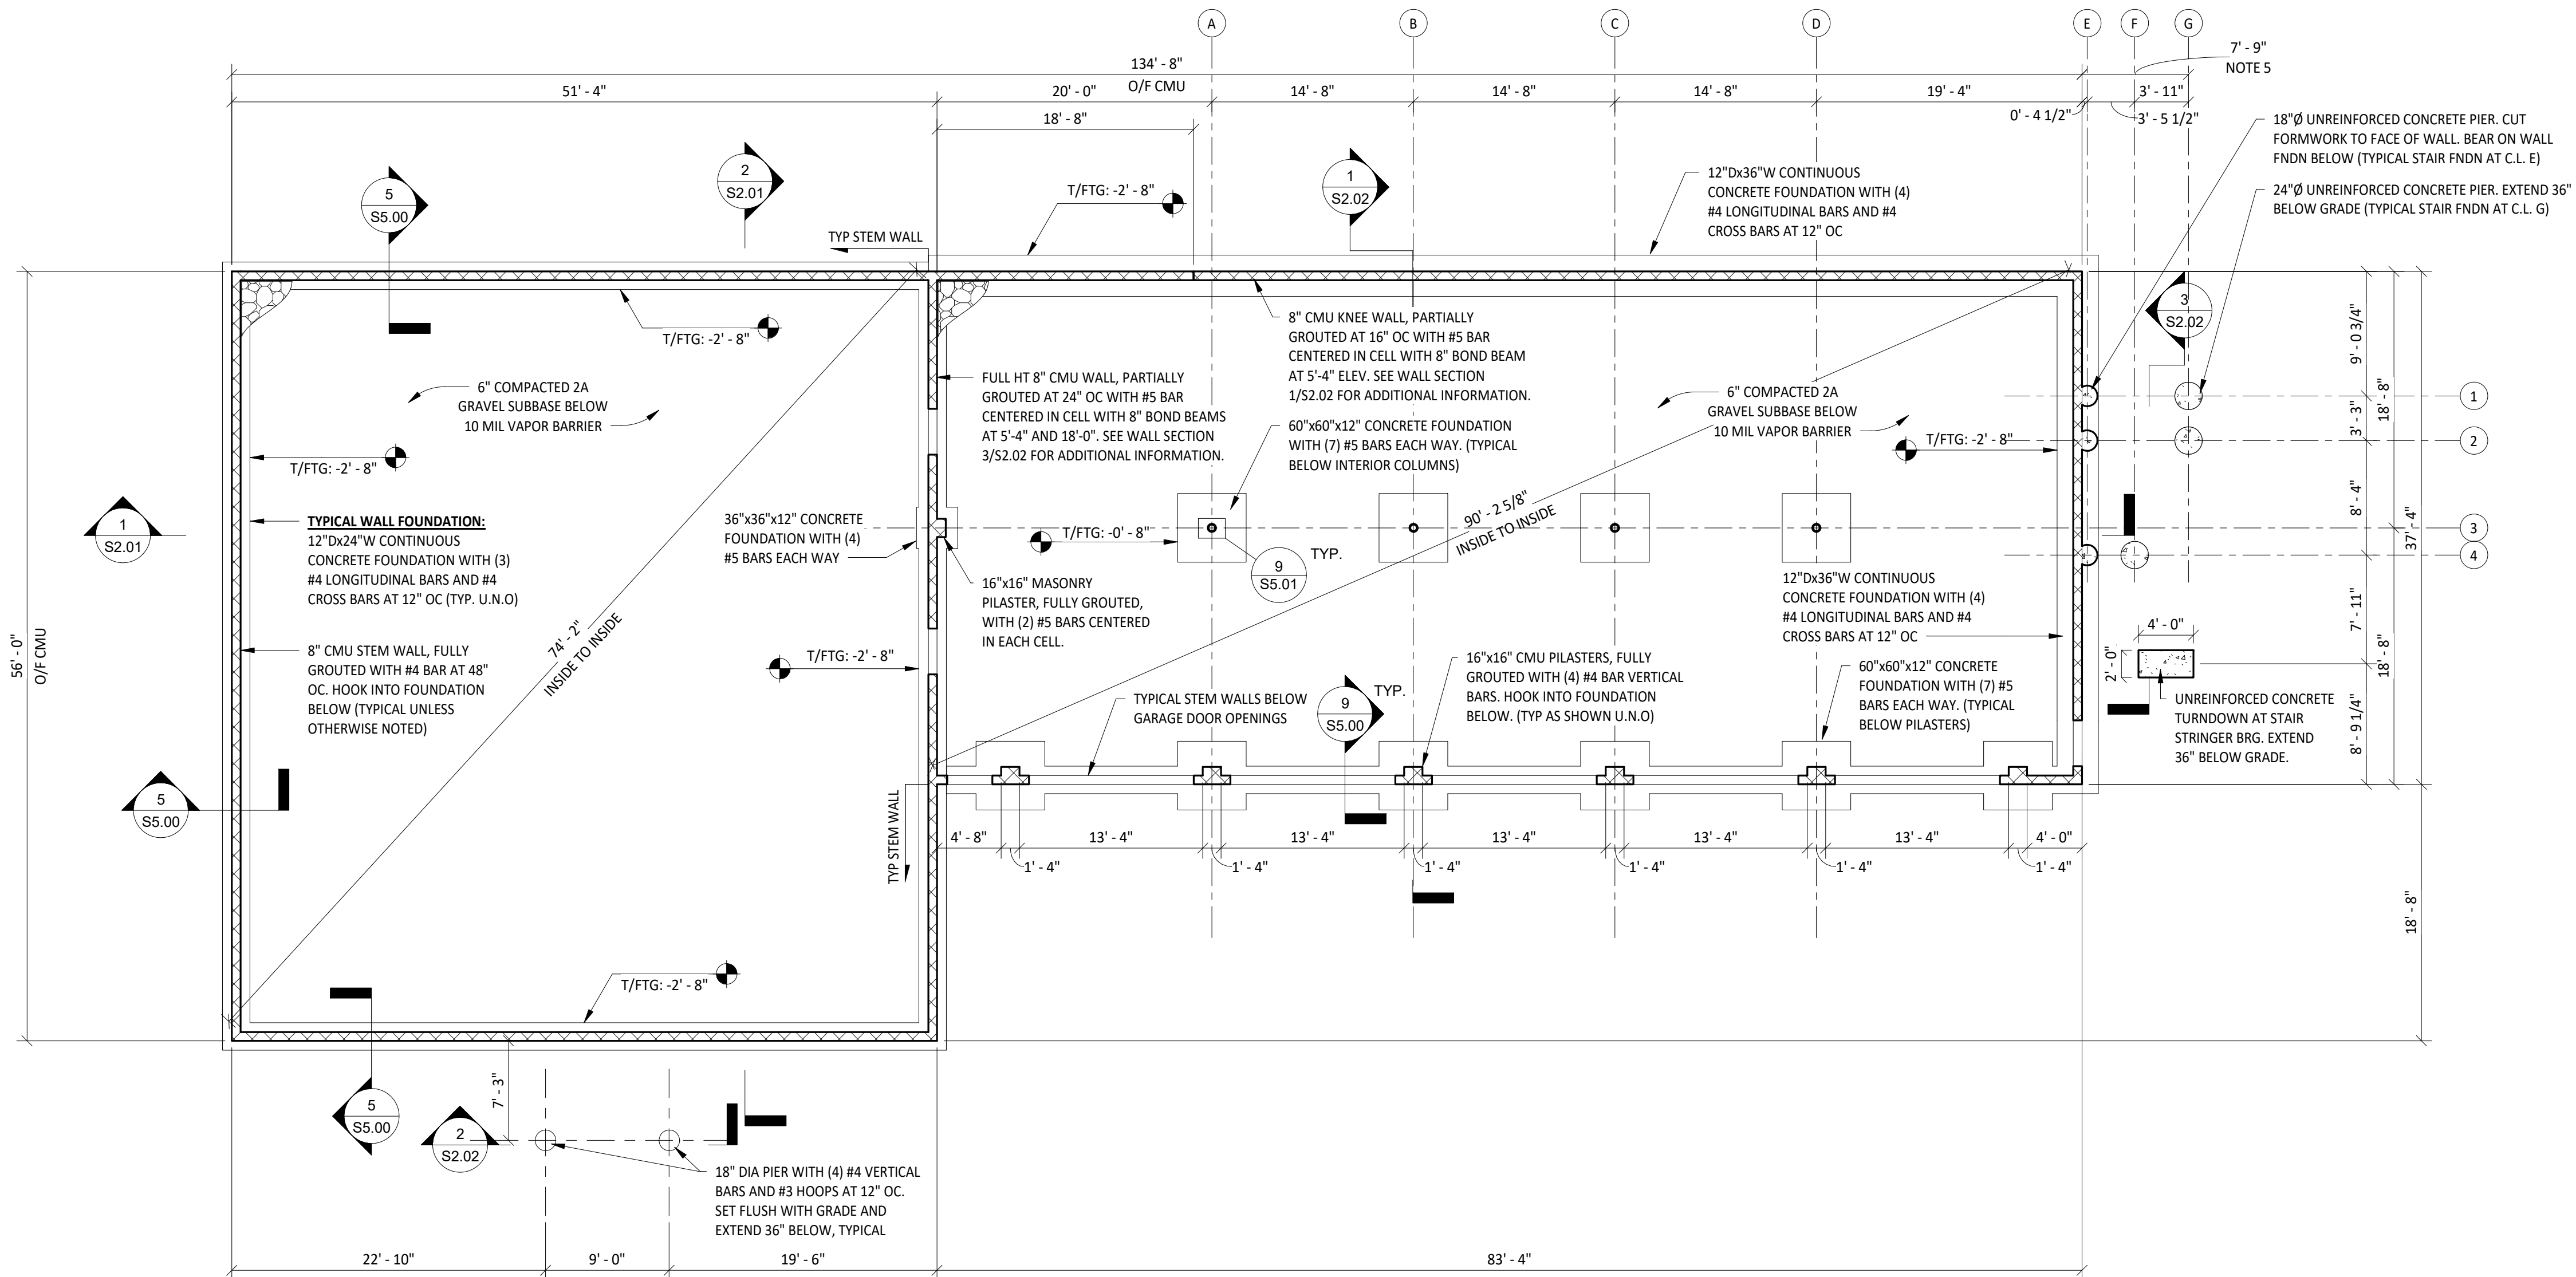 A
B
C
D
E
F
G
7' - 9"
NOTE 5
134' - 8"
O/F CMU
51' - 4"
20' - 0"
14' - 8"
14' - 8"
14' - 8"
19' - 4"
3' - 11"
0' - 4 1/2"
3' - 5 1/2"
18' - 8"
18"Ø UNREINFORCED CONCRETE PIER. CUT
FORMWORK TO FACE OF WALL. BEAR ON WALL
FNDN BELOW (TYPICAL STAIR FNDN AT C.L. E)
24"Ø UNREINFORCED CONCRETE PIER. EXTEND 36"
BELOW GRADE (TYPICAL STAIR FNDN AT C.L. G)
5
S5.00
2
S2.01
1
S2.02
T/FTG: -2' - 8"
12"Dx36"W CONTINUOUS
CONCRETE FOUNDATION WITH (4)
#4 LONGITUDINAL BARS AND #4
CROSS BARS AT 12" OC
TYP STEM WALL
3
S2.02
T/FTG: -2' - 8"
6" COMPACTED 2A
GRAVEL SUBBASE BELOW
10 MIL VAPOR BARRIER
T/FTG: -2' - 8"
FULL HT 8" CMU WALL, PARTIALLY
GROUTED AT 24" OC WITH #5 BAR
CENTERED IN CELL WITH 8" BOND BEAMS
AT 5'-4" AND 18'-0". SEE WALL SECTION
3/S2.02 FOR ADDITIONAL INFORMATION.
8" CMU KNEE WALL, PARTIALLY
GROUTED AT 16" OC WITH #5 BAR
CENTERED IN CELL WITH 8" BOND BEAM
AT 5'-4" ELEV. SEE WALL SECTION
1/S2.02 FOR ADDITIONAL INFORMATION.
60"x60"x12" CONCRETE FOUNDATION
WITH (7) #5 BARS EACH WAY. (TYPICAL
BELOW INTERIOR COLUMNS)
6" COMPACTED 2A
GRAVEL SUBBASE BELOW
10 MIL VAPOR BARRIER
T/FTG: -2' - 8"
9' - 0 3/4"
3' - 3"
18' - 8"
8' - 4"
37' - 4"
7' - 11"
18' - 8"
8' - 9 1/4"
18' - 8"
1
2
3
4
1
S2.01
TYPICAL WALL FOUNDATION:
12"Dx24"W CONTINUOUS
CONCRETE FOUNDATION WITH (3)
#4 LONGITUDINAL BARS AND #4
CROSS BARS AT 12" OC (TYP. U.N.O)
36"x36"x12" CONCRETE
FOUNDATION WITH (4)
#5 BARS EACH WAY
T/FTG: -0' - 8"
9
S5.01
TYP.
90' - 2 5/8"
INSIDE TO INSIDE
16"x16" MASONRY
PILASTER, FULLY GROUTED,
WITH (2) #5 BARS CENTERED
IN EACH CELL.
12"Dx36"W CONTINUOUS
CONCRETE FOUNDATION WITH (4)
#4 LONGITUDINAL BARS AND #4
CROSS BARS AT 12" OC
56' - 0"
O/F CMU
8" CMU STEM WALL, FULLY
GROUTED WITH #4 BAR AT 48"
OC. HOOK INTO FOUNDATION
BELOW (TYPICAL UNLESS
OTHERWISE NOTED)
74' - 2"
INSIDE TO INSIDE
T/FTG: -2' - 8"
TYPICAL STEM WALLS BELOW
GARAGE DOOR OPENINGS
9
S5.00
TYP.
16"x16" CMU PILASTERS, FULLY
GROUTED WITH (4) #4 BAR VERTICAL
BARS. HOOK INTO FOUNDATION
BELOW. (TYP AS SHOWN U.N.O)
60"x60"x12" CONCRETE
FOUNDATION WITH (7) #5
BARS EACH WAY. (TYPICAL
BELOW PILASTERS)
4' - 0"
2' - 0"
UNREINFORCED CONCRETE
TURNDOWN AT STAIR
STRINGER BRG. EXTEND
36" BELOW GRADE.
5
S5.00
TYP STEM WALL
4' - 8"
13' - 4"
13' - 4"
13' - 4"
13' - 4"
13' - 4"
4' - 0"
1' - 4"
1' - 4"
1' - 4"
1' - 4"
1' - 4"
1' - 4"
T/FTG: -2' - 8"
5
S5.00
7' - 3"
2
S2.02
18" DIA PIER WITH (4) #4 VERTICAL
BARS AND #3 HOOPS AT 12" OC.
SET FLUSH WITH GRADE AND
EXTEND 36" BELOW, TYPICAL
22' - 10"
9' - 0"
19' - 6"
83' - 4"